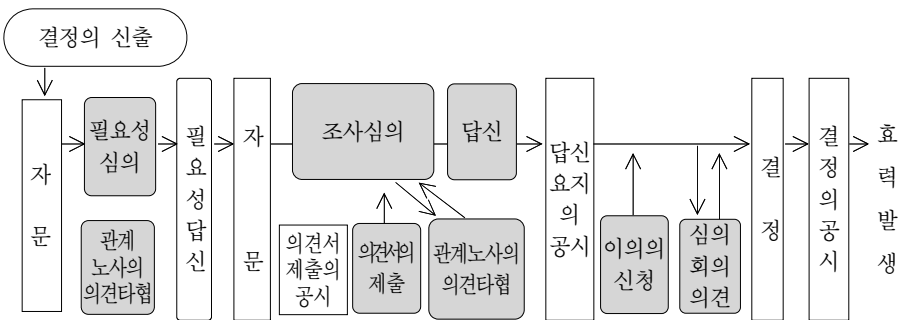 결정의 신출
자문
필요성
심의
관계
노사의
의견타협
필요성답신
자문
조사심의
답신
의견서
제출의
공시
의견서의
제출
관계노사의
의견타협
답신
요지의
공시
이의의
신청
심의
회의
의견
결정
결정의공시
효력발생